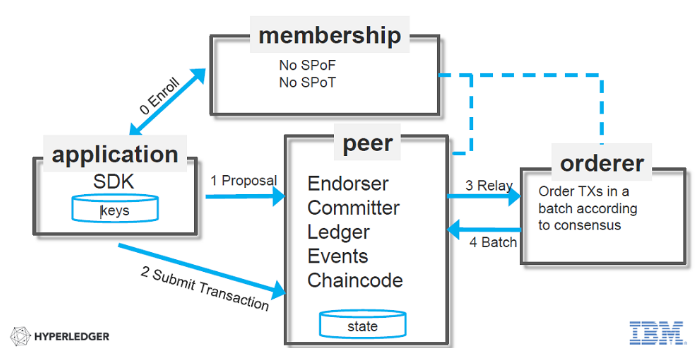 membership
No SPoF
No SPoT
0 Enroll
application
SDK
keys
1 Proposal
2 Submit Transaction
peer
Endorser
Committer
Ledger
Events
Chaincode
state
3 Relay
4 Batch
orderer
Order TXs in a
batch according
to consensus
HYPERLEDGER
IBM